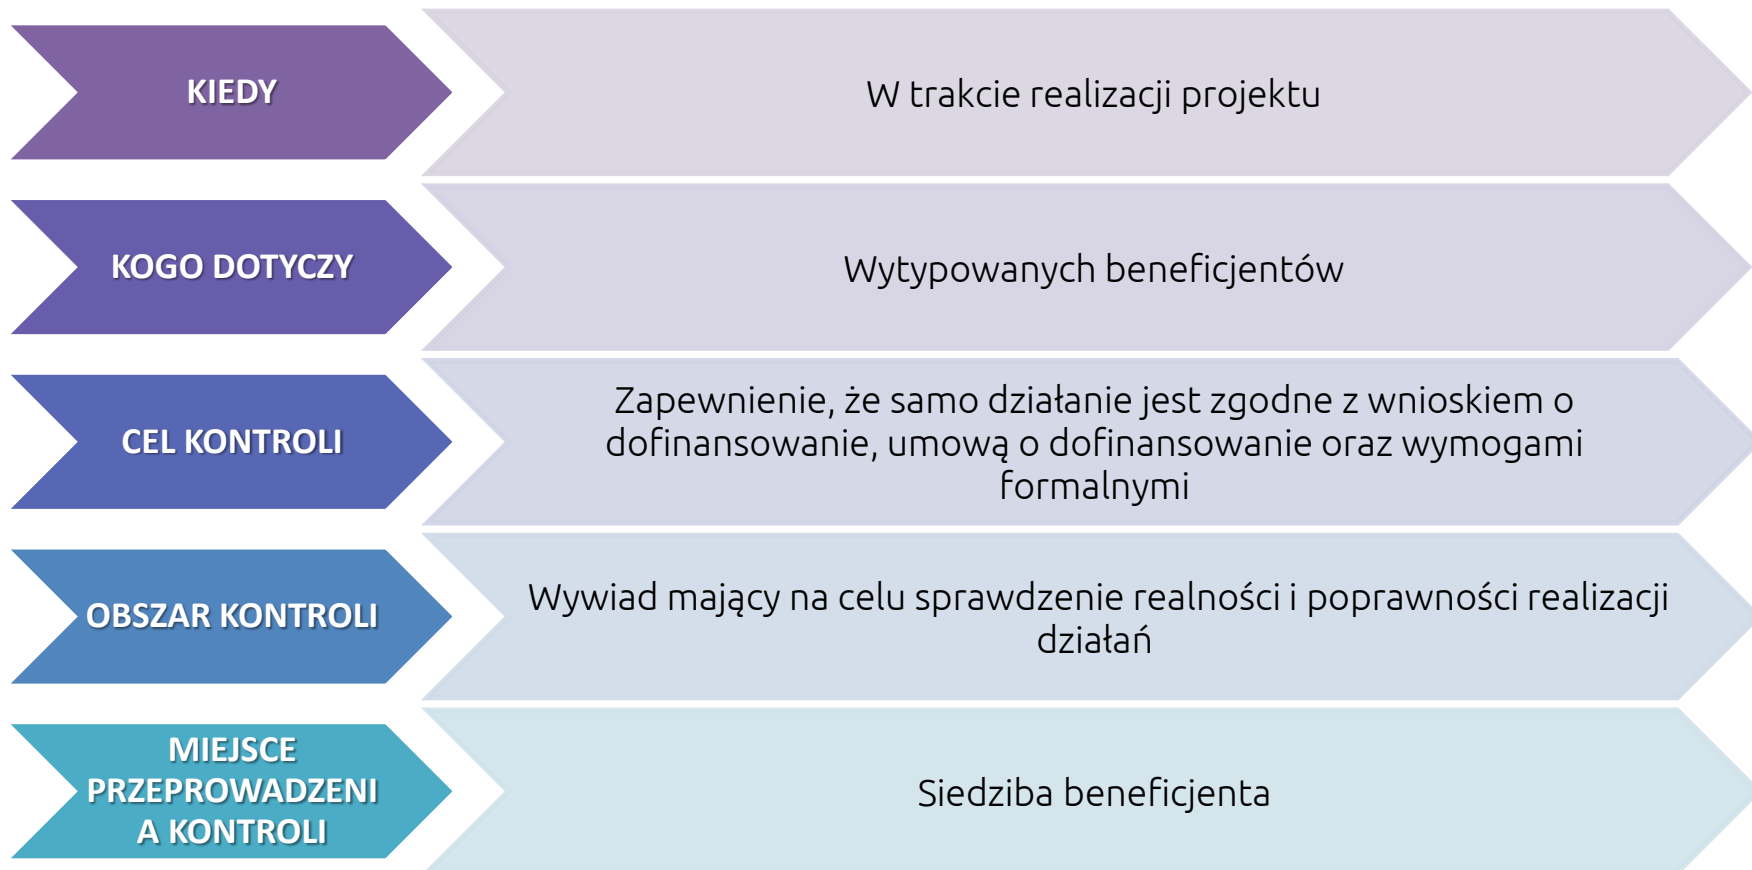 KIEDY
W trakcie realizacji projektu
KOGO DOTYCZY
Wytypowanych beneficjentów
CEL KONTROLI
Zapewnienie, że samo działanie jest zgodne z wnioskiem o
dofinansowanie, umową o dofinansowanie oraz wymogami
formalnymi
OBSZAR KONTROLI
Wywiad mający na celu sprawdzenie realności i poprawności realizacji
działań
MIEJSCE
PRZEPROWADZENI
A KONTROLI
Siedziba beneficjenta